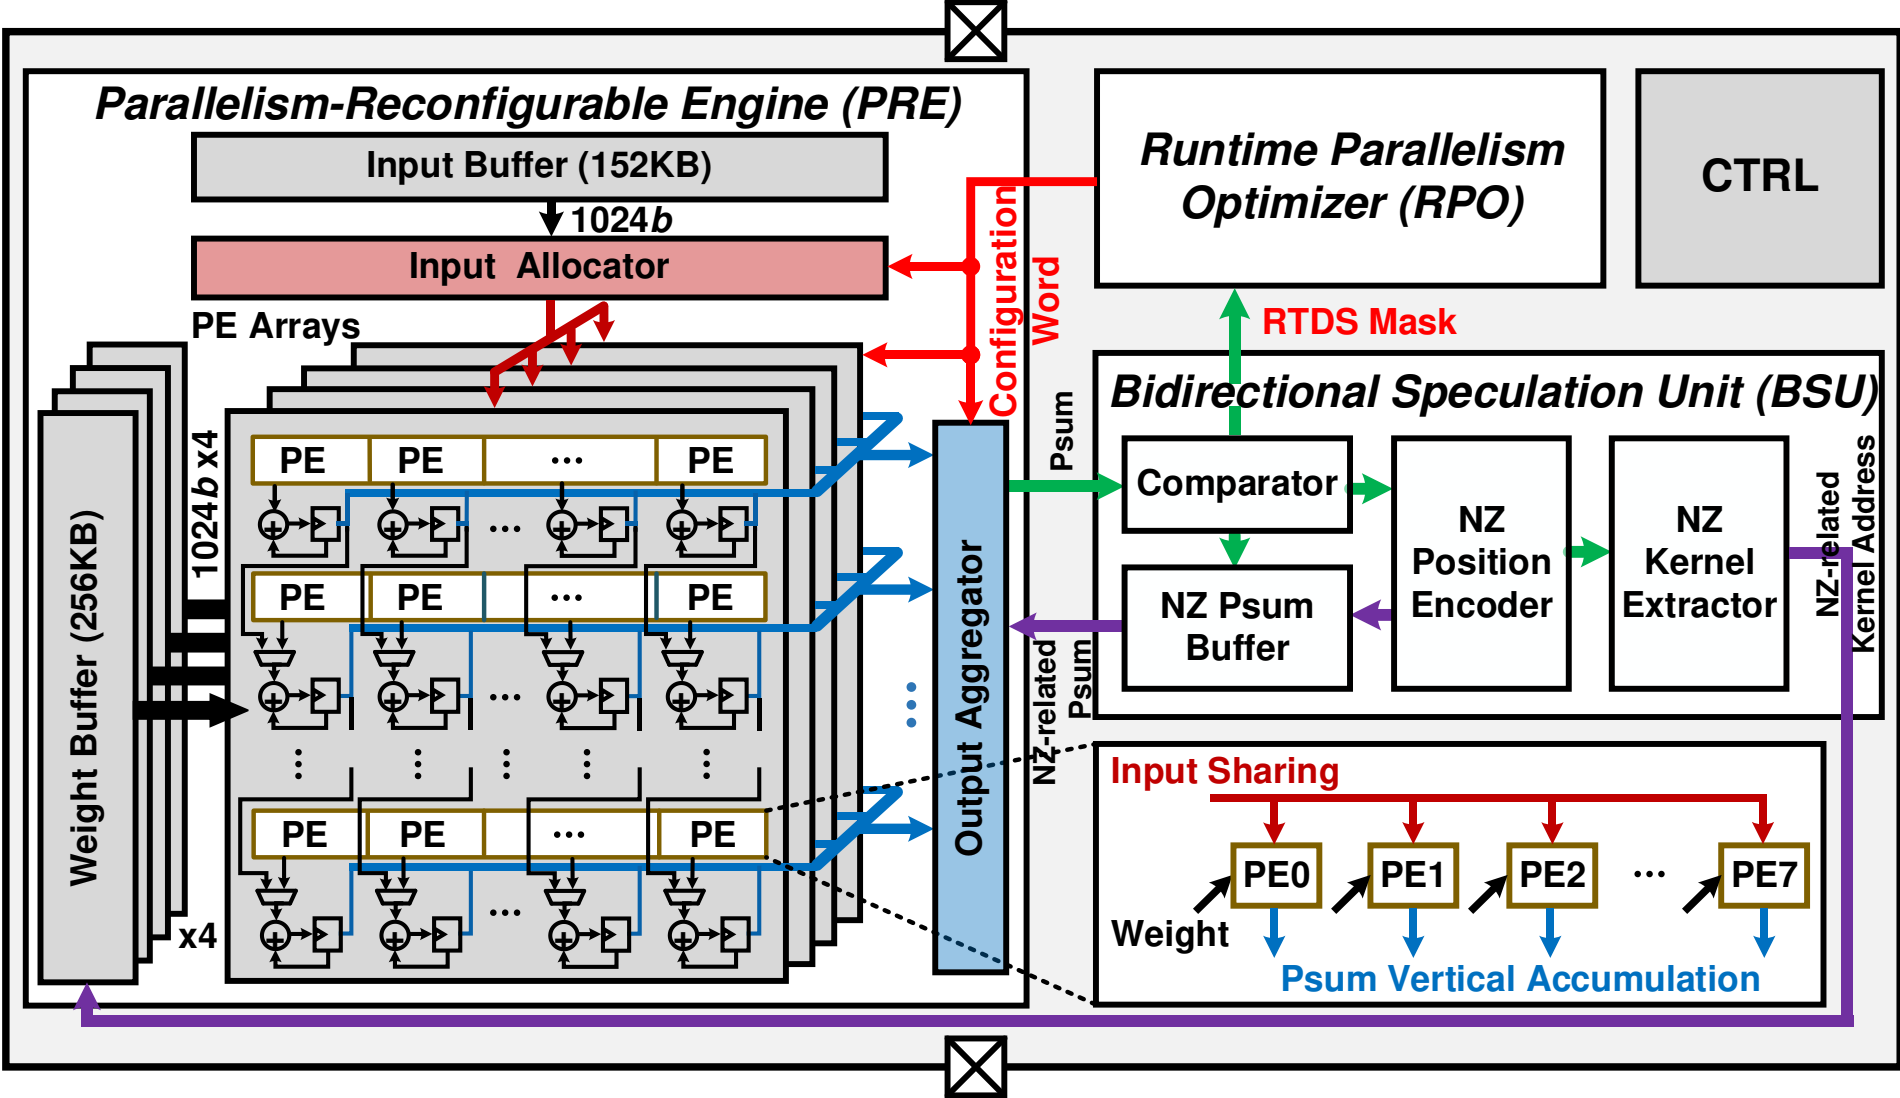 Parallelism-Reconfigurable Engine (PRE)
Input Buffer (152KB)
1024b
Input Allocator
PE Arrays
Configuration
Word
Weight Buffer (256KB)
1024b x4
x4
PE PE ... PE
...
PE PE ... PE
...
PE PE ... PE
...
Output Aggregator
Runtime Parallelism
Optimizer (RPO)
CTRL
RTDS Mask
Bidirectional Speculation Unit (BSU)
Psum
Comparator
NZ Psum
Buffer
NZ
Position
Encoder
NZ
Kernel
Extractor
NZ-related
Kernel Address
NZ-related
Psum
Input Sharing
PE0 PE1 PE2 ... PE7
Weight
Psum Vertical Accumulation